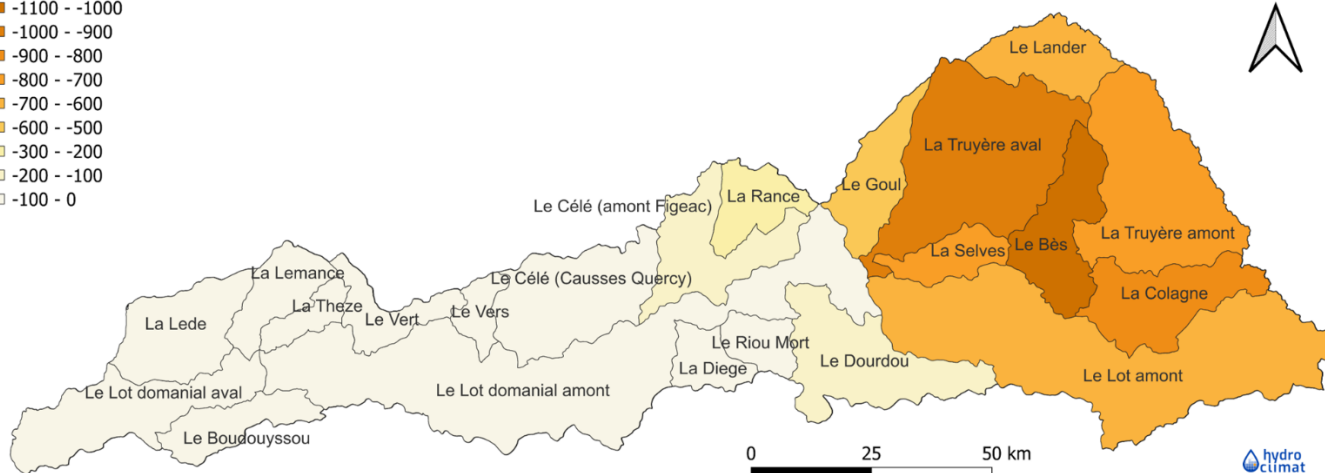 -1100 - -1000
-1000 - -900
-900 - -800
-800 - -700
-700 - -600
-600 - -500
-300 - -200
-200 - -100
-100 - 0
Le Lander
La Truyère aval
Le Goul
La Rance
Le Célé (amont Figeac)
La Truyère amont
La Selves
Le Bès
La Lemance
Le Célé (Causses Quercy)
La Colagne
La Theze
Le Vers
Le Vert
La Lede
Le Riou Mort
Le Dourdou
La Diege
Le Lot amont
Le Lot domanial aval
Le Lot domanial amont
Le Boudouyssou
0 25 50 km
hydro
climat